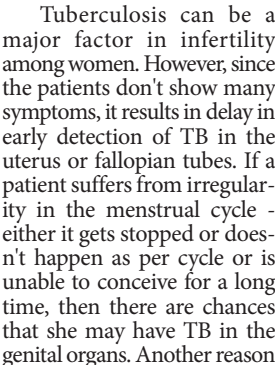 Tuberculosis can be a
major factor in infertility
among women. However, since
the patients don't show many
symptoms, it results in delay in
early detection of TB in the
uterus or fallopian tubes. If a
patient suffers from irregular-
ity in the menstrual cycle -
either it gets stopped or does-
n't happen as per cycle or is
unable to conceive for a long
time, then there are chances
that she may have TB in the
genital organs. Another reason